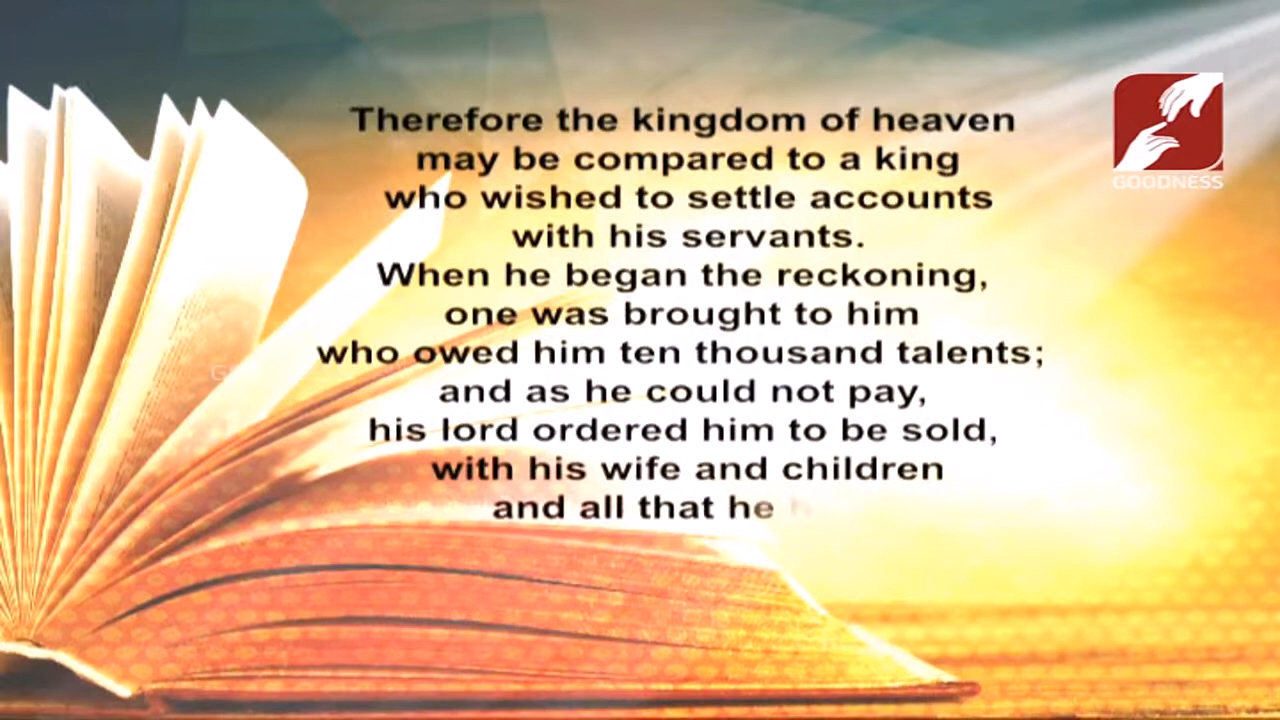 Therefore the kingdom of heaven
may be compared to a king
who wished to settle accounts
with his servants.
When he began the reckoning,
one was brought to him
who owed him ten thousand talents;
and as he could not pay,
his lord ordered him to be sold,
with his wife and children
and all that he
GOODNESS